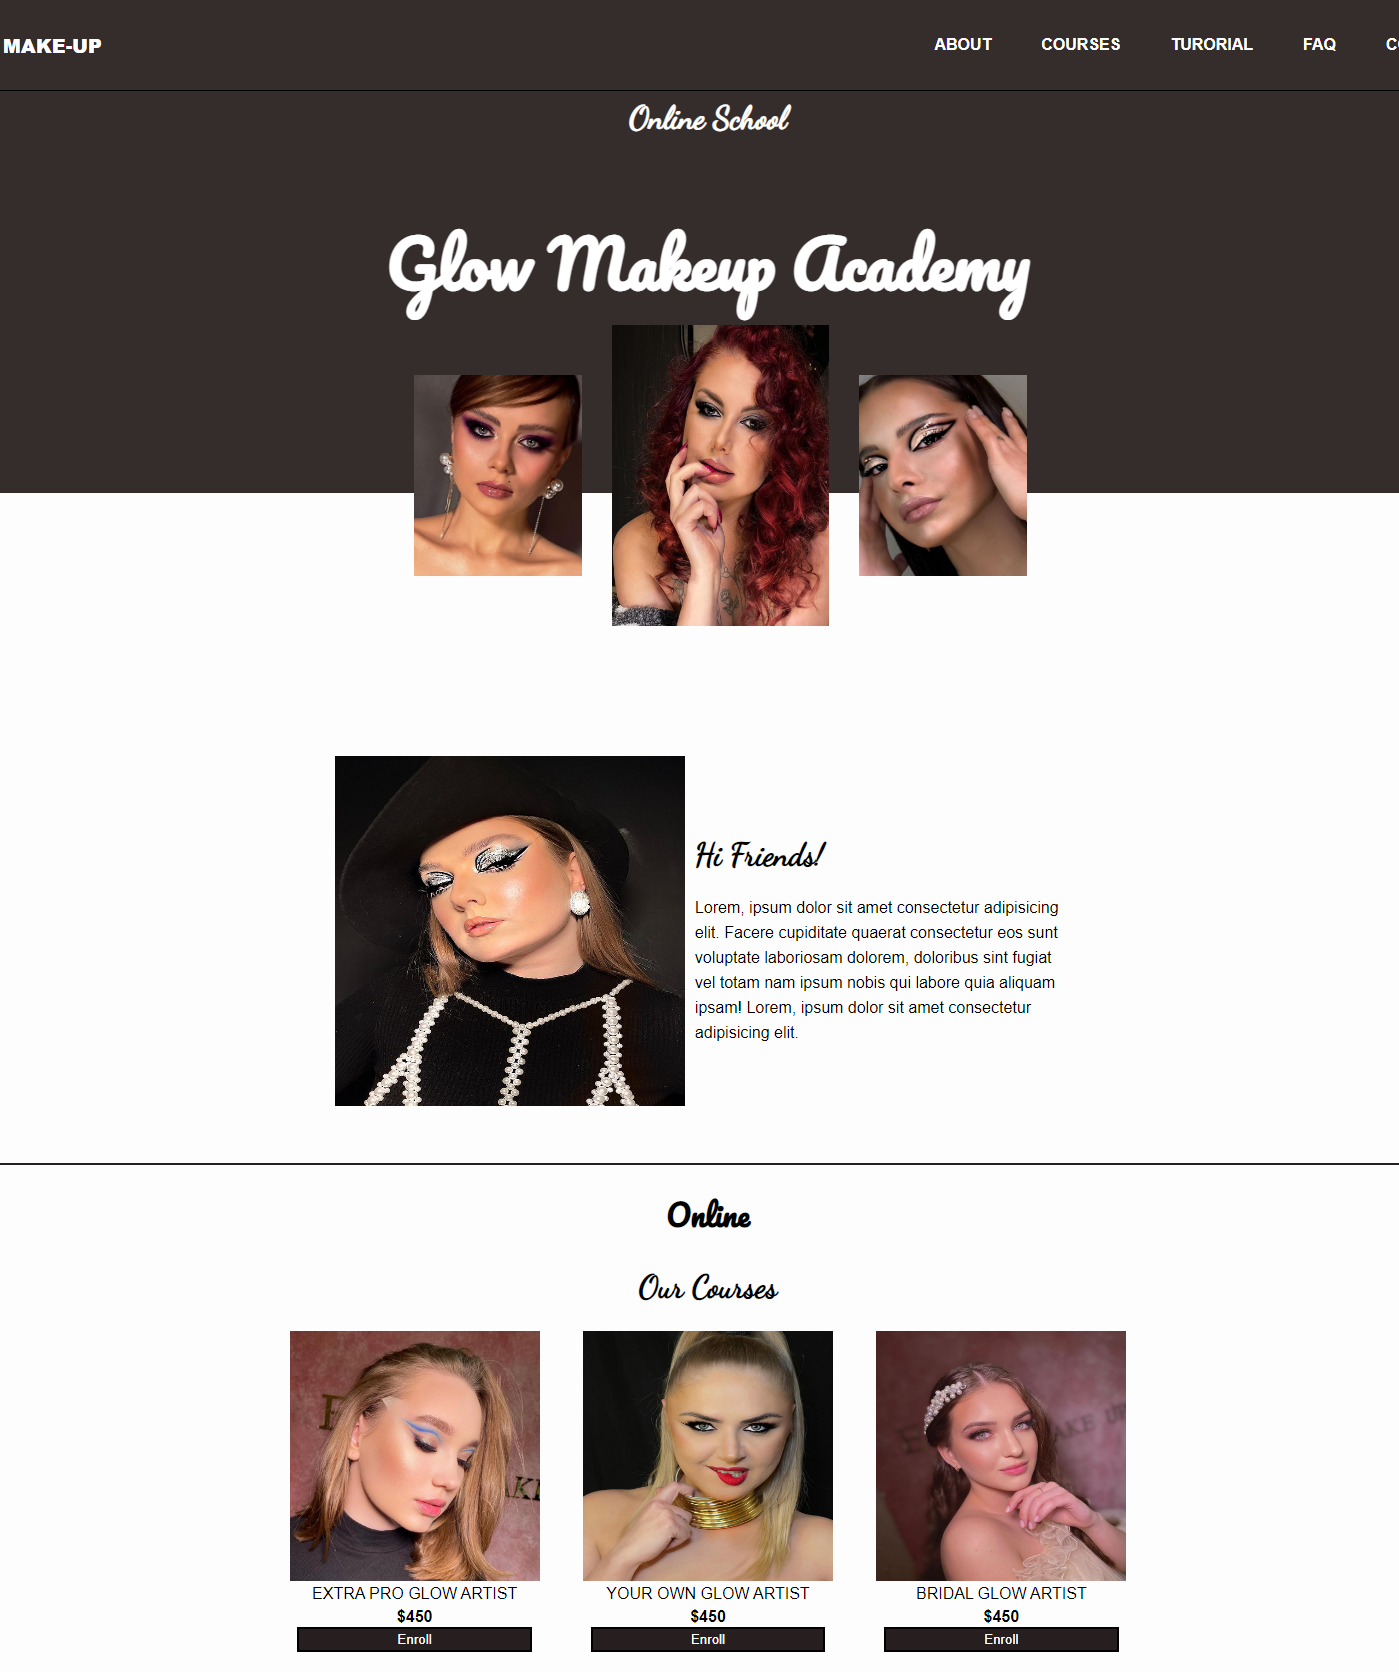 MAKE-UP
ABOUT COURSES TURORIAL FAQ
Online School
Glow Makeup Academy
Hi Friends!
Lorem, ipsum dolor sit amet consectetur adipisicing
elit. Facere cupiditate quaerat consectetur eos sunt
voluptate laboriosam dolorem, doloribus sint fugiat
vel totam nam ipsum nobis qui labore quia aliquam
ipsam! Lorem, ipsum dolor sit amet consectetur
adipisicing elit.
Online
Our Courses
EXTRA PRO GLOW ARTIST
$450
Enroll
YOUR OWN GLOW ARTIST
$450
Enroll
BRIDAL GLOW ARTIST
$450
Enroll